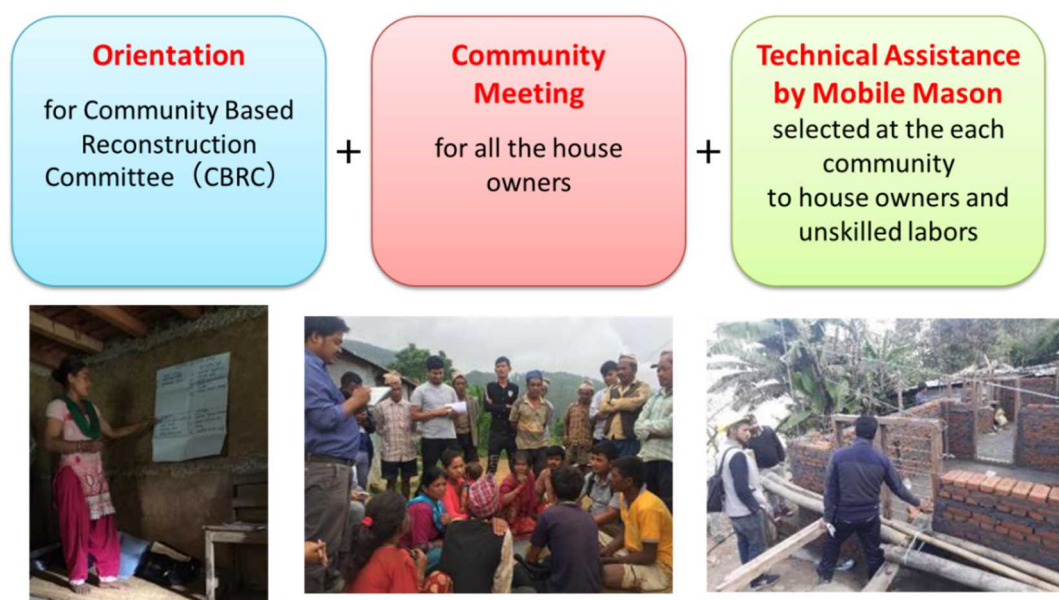 Orientation
for Community Based
Reconstruction
Committee（CBRC）
+
Community
Meeting
for all the house
owners
+
Technical Assistance
by Mobile Mason
selected at the each
community
to house owners and
unskilled labors